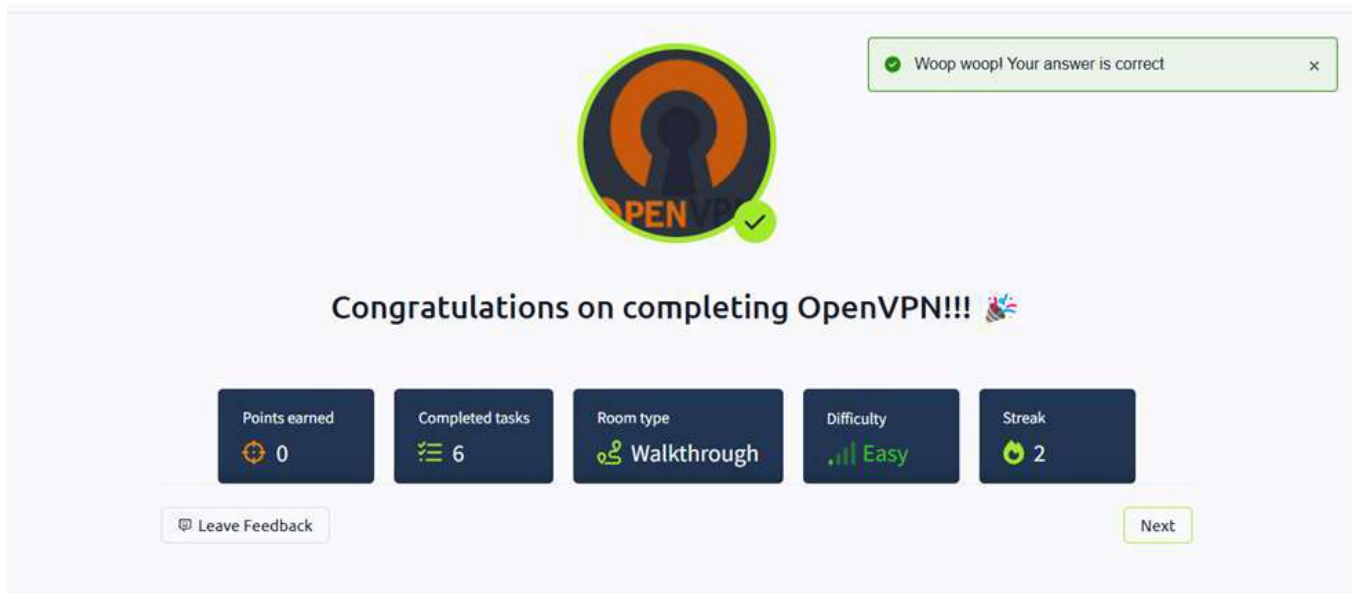 Woop woop! Your answer is correct
OPENVPN
Congratulations on completing OpenVPN!!! 🎉
Points earned
0
Completed tasks
6
Room type
Walkthrough
Difficulty
Easy
Streak
2
Leave Feedback
Next